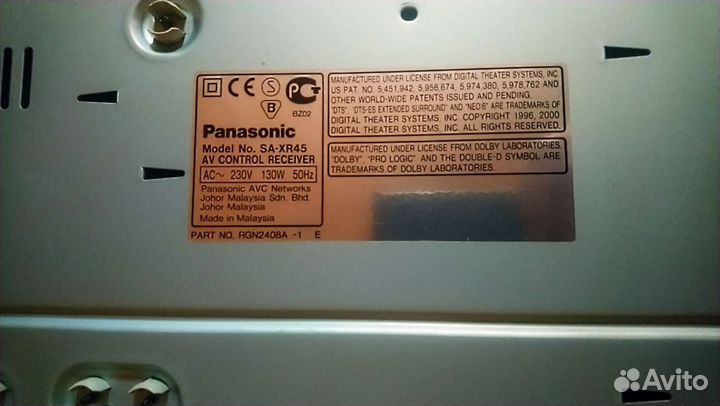 CE S
B PCT
BZ02
Panasonic
Model No. SA-XR45
AV CONTROL RECEIVER
AC~ 230V 130W 50Hz
Panasonic AVC Networks
Johor Malaysia Sdn. Bhd.
Johor Malaysia
Made in Malaysia
PART NO. RGN2408A -1 E
MANUFACTURED UNDER LICENSE FROM DIGITAL THEATER SYSTEMS, INC
US PAT. NO. 5,451,942, 5,956,674, 5,974,380, 5,978,762 AND
OTHER WORLD-WIDE PATENTS ISSUED AND PENDING.
"DTS", "DTS-ES EXTENDED SURROUND" AND "NEO:6" ARE TRADEMARKS OF
DIGITAL THEATER SYSTEMS, INC. COPYRIGHT 1996, 2000
DIGITAL THEATER SYSTEMS, INC. ALL RIGHTS RESERVED.
MANUFACTURED UNDER LICENSE FROM DOLBY LABORATORIES.
"DOLBY", "PRO LOGIC" AND THE DOUBLE-D SYMBOL ARE
TRADEMARKS OF DOLBY LABORATORIES.
Avito